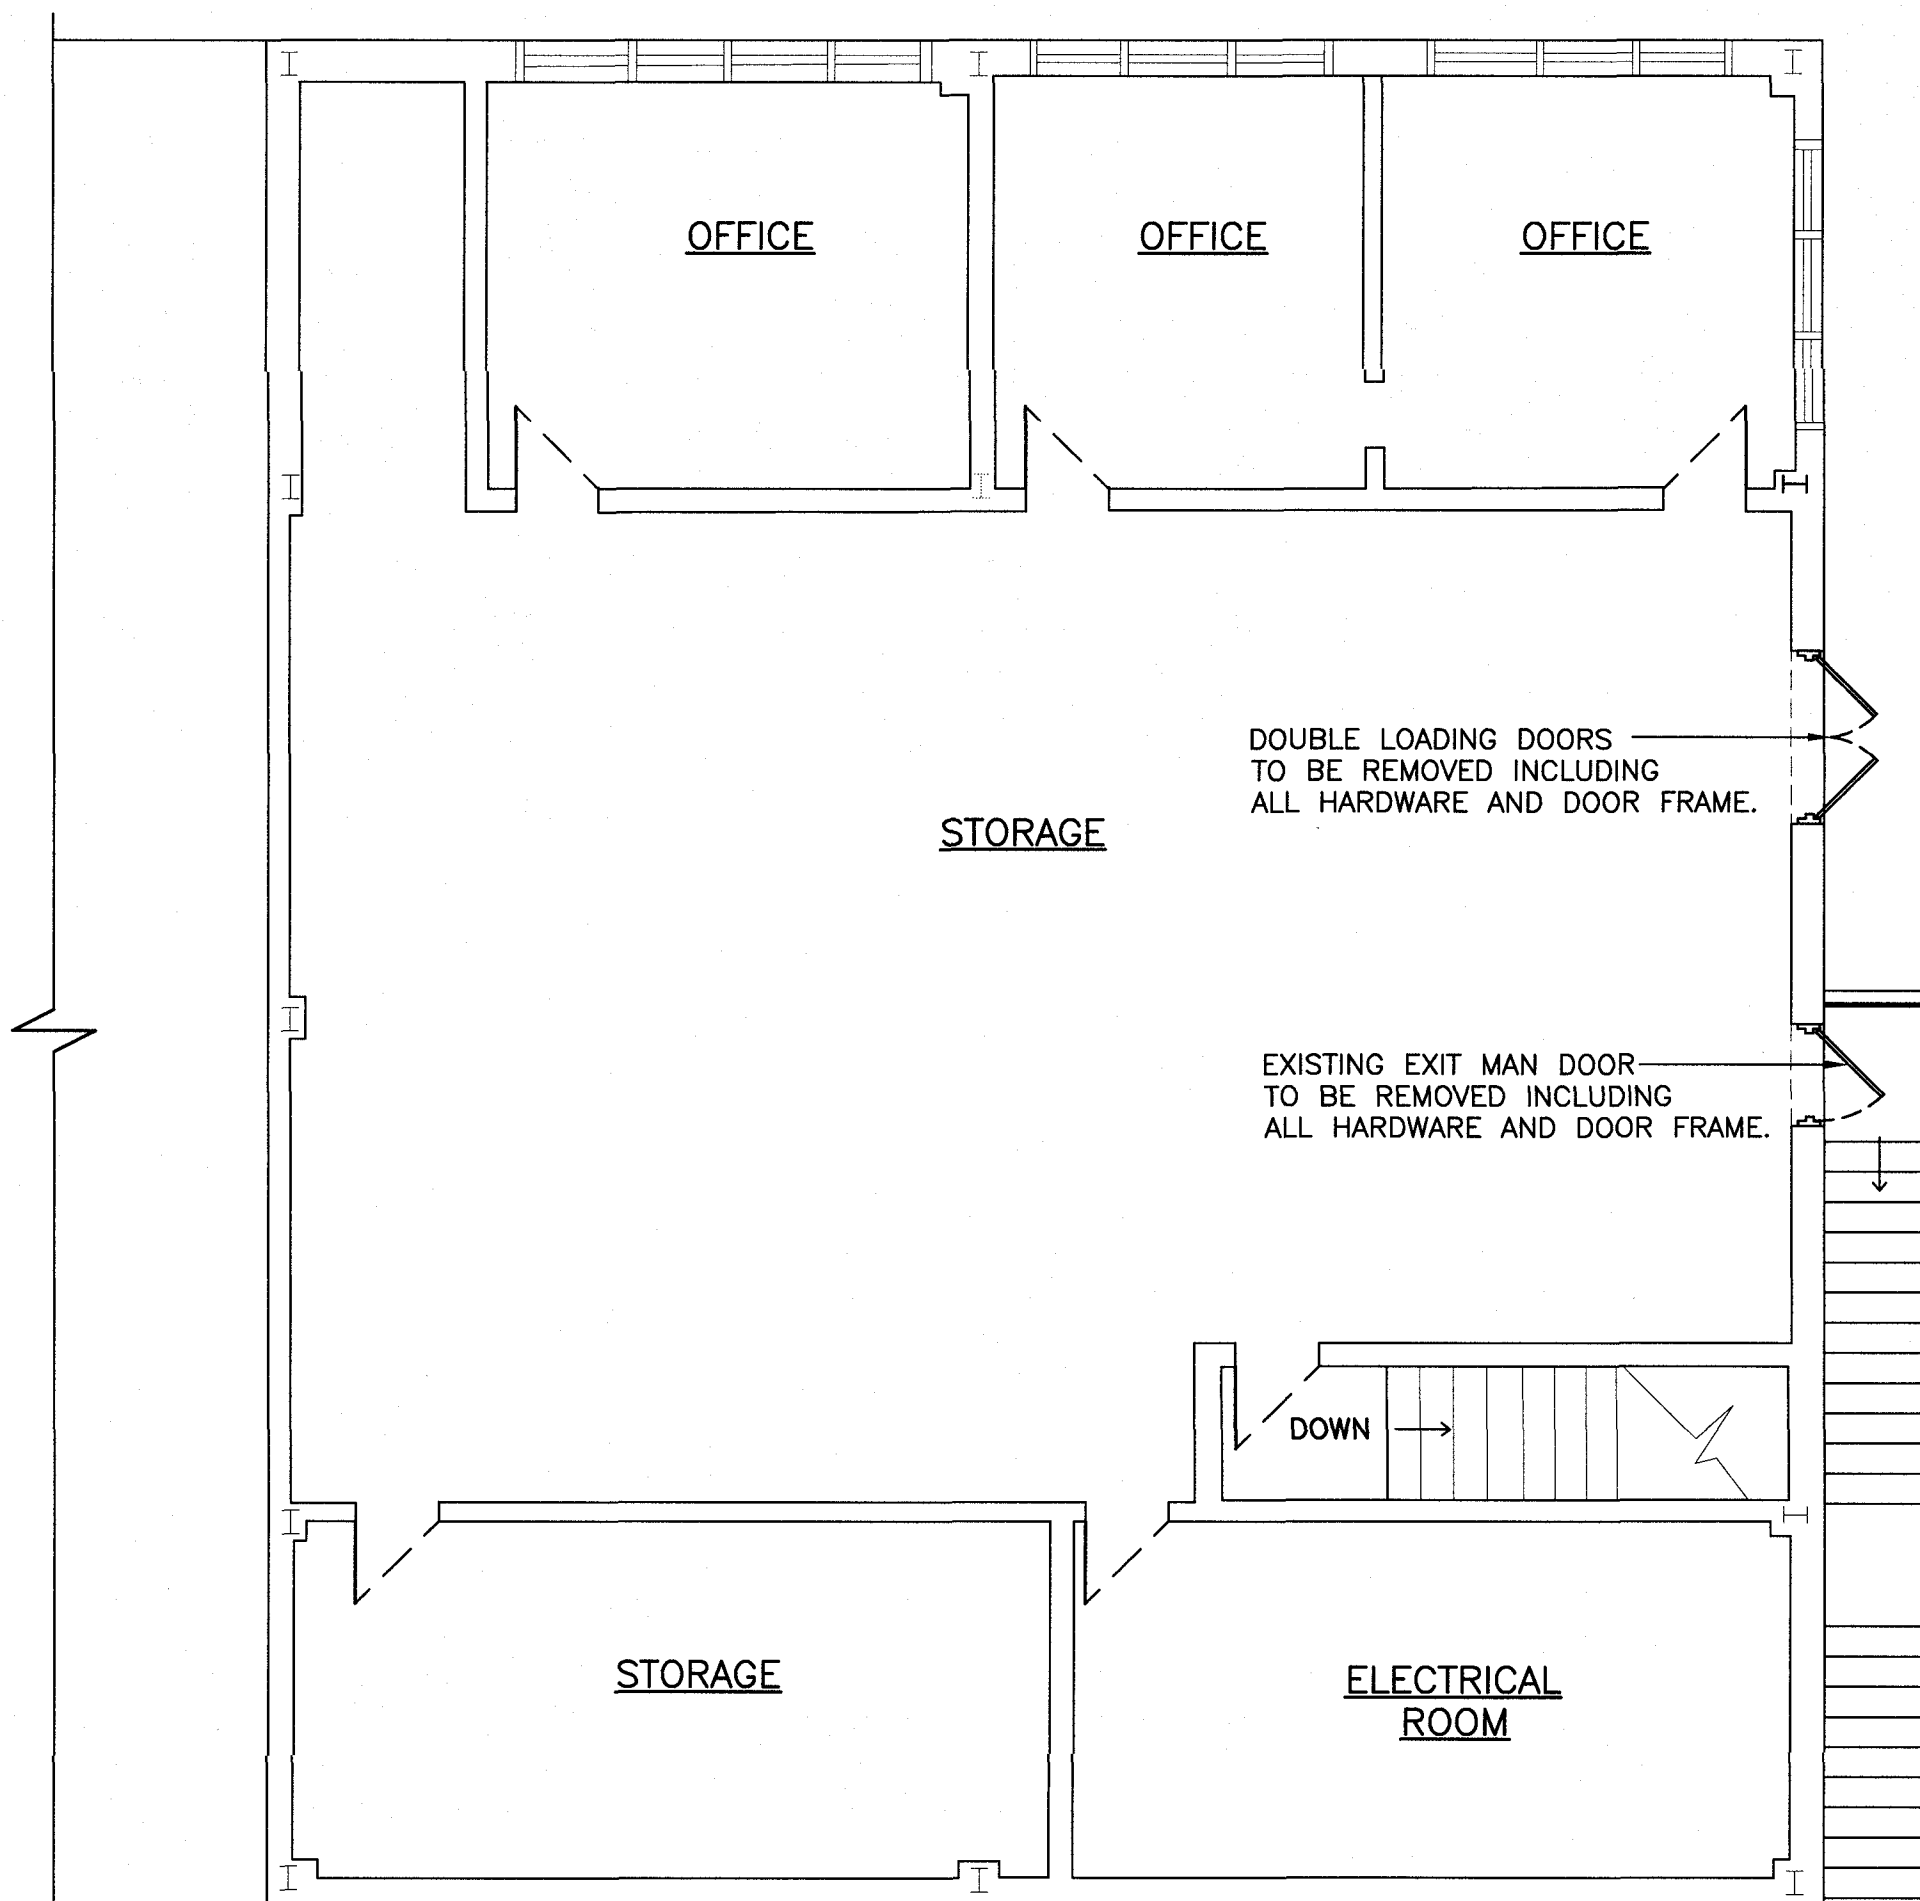 OFFICE
OFFICE
OFFICE
DOUBLE LOADING DOORS
TO BE REMOVED INCLUDING
ALL HARDWARE AND DOOR FRAME.
STORAGE
EXISTING EXIT MAN DOOR
TO BE REMOVED INCLUDING
ALL HARDWARE AND DOOR FRAME.
DOWN
STORAGE
ELECTRICAL
ROOM